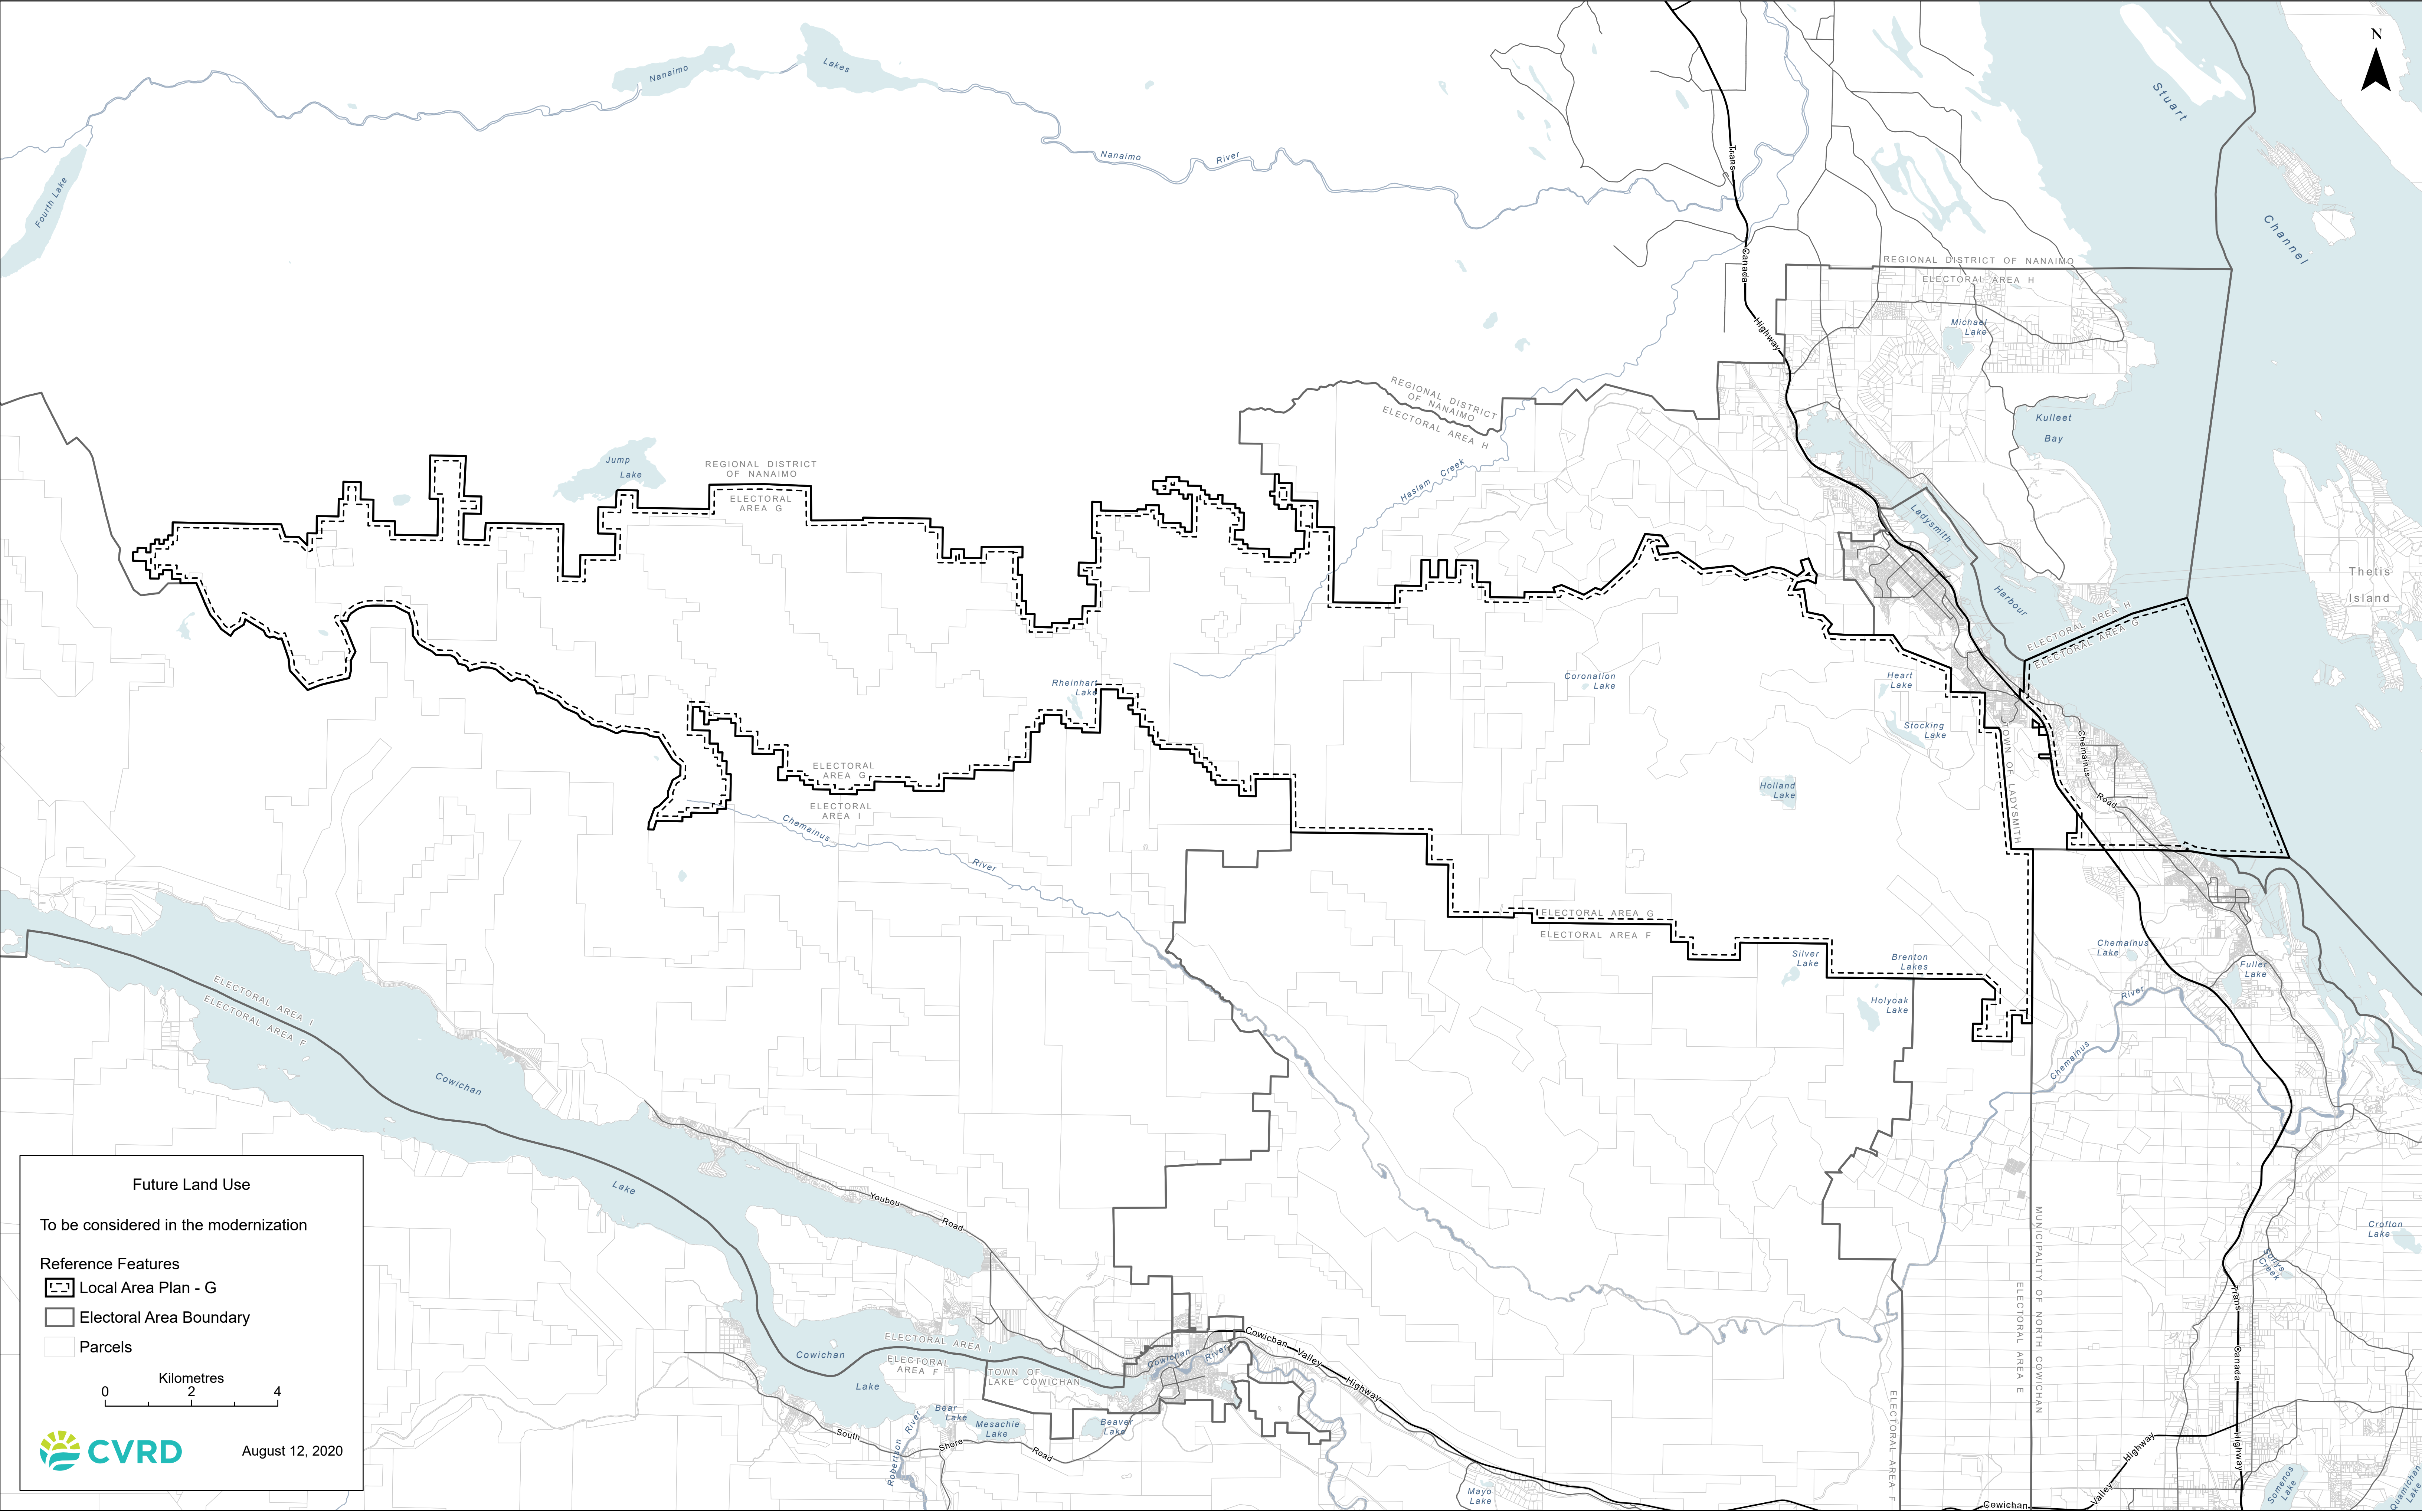 N
Nanaimo
Lakes
Fourth Lake
Nanaimo
River
Trans
Canada
Highway
Stuart
Channel
REGIONAL DISTRICT OF NANAIMO
ELECTORAL AREA H
Michael
Lake
Kulleet
Bay
REGIONAL DISTRICT
OF NANAIMO
ELECTORAL AREA H
Haslam Creek
Jump
Lake
REGIONAL DISTRICT
OF NANAIMO
ELECTORAL
AREA G
Ladysmith
Harbour
Thetis
Island
ELECTORAL AREA H
ELECTORAL AREA G
Rheinhart
Lake
Coronation
Lake
Heart
Lake
Stocking
Lake
TOWN OF LADYSMITH
Chemainus
Road
Holland
Lake
ELECTORAL
AREA G
ELECTORAL
AREA I
Chemainus
River
ELECTORAL AREA G
ELECTORAL AREA F
Silver
Lake
Brenton
Lakes
Holyoak
Lake
Chemainus
Lake
Fuller
Lake
River
Chemainus
ELECTORAL AREA I
ELECTORAL AREA F
Cowichan
Lake
Youbou
Road
Crofton
Lake
MUNICIPALITY OF NORTH COWICHAN
ELECTORAL AREA E
ELECTORAL AREA F
Creek
Trans
Canada
Highway
Cowichan
Lake
ELECTORAL AREA I
ELECTORAL
AREA F
TOWN OF
LAKE COWICHAN
Cowichan
River
Cowichan
Valley
Highway
Bear
Lake
Mesachie
Lake
Beaver
Lake
Robertson
River
South
Shore
Road
Mayo
Lake
Cowichan
Valley
Highway
Somenos
Lake
Quamichan
Lake
Future Land Use
To be considered in the modernization
Reference Features
Local Area Plan - G
Electoral Area Boundary
Parcels
Kilometres
0 2 4
CVRD
August 12, 2020